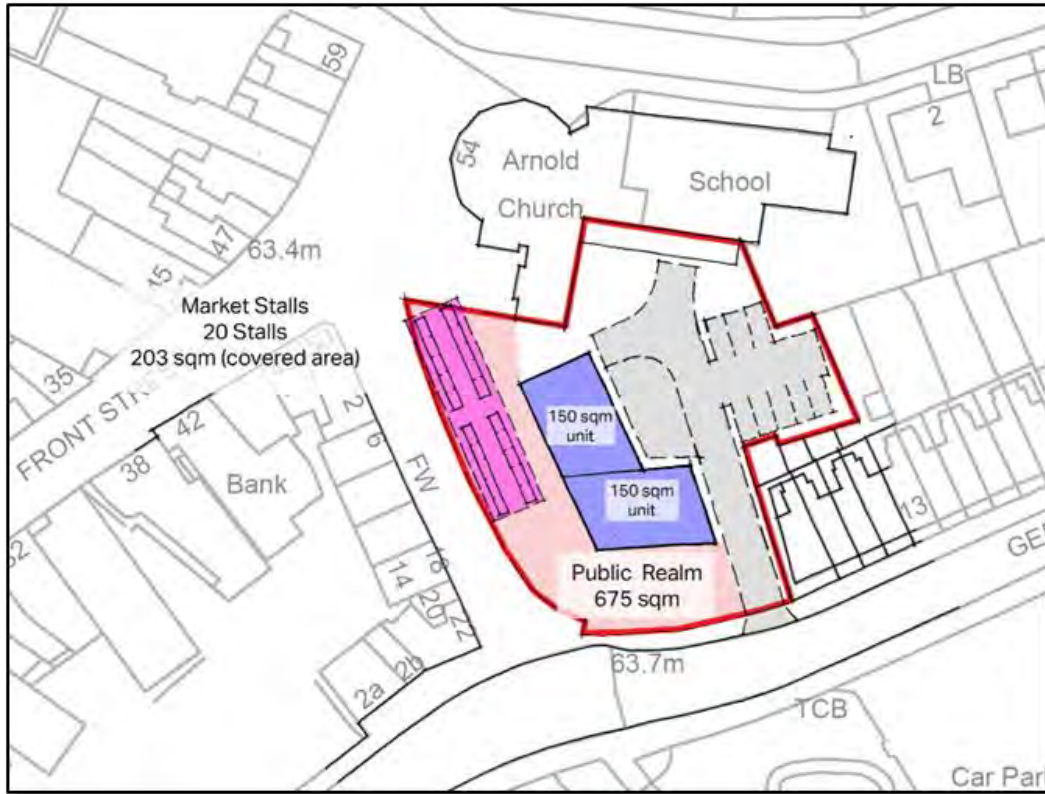 59
LB
2
54
Arnold
Church
School
47
63.4m
45
Market Stalls
20 Stalls
203 sqm (covered area)
35
FRONT STRE
42
2
38
6
Bank
FW
150 sqm
unit
150 sqm
unit
13
GE
Public Realm
675 sqm
14
18
20
22
2b
2a
63.7m
TCB
Car Par